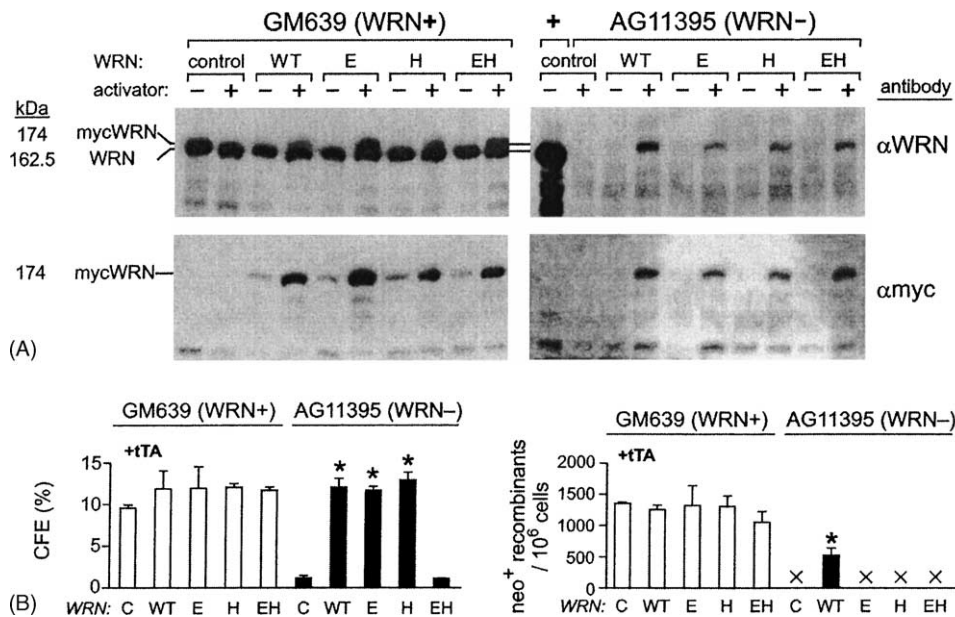 GM639 (WRN+) + AG11395 (WRN−)
WRN: control WT E H EH control WT E H EH
activator: − + − + − + − + − + − + − + − + − + − + antibody
kDa
174 mycWRN
162.5 WRN αWRN
174 mycWRN αmyc
(A)
GM639 (WRN+) AG11395 (WRN−)
+tTA
CFE (%)
15
10
5
0
* * *
WRN: C WT E H EH C WT E H EH
(B)
GM639 (WRN+) AG11395 (WRN−)
+tTA
neo+ recombinants / 10^6 cells
2000
1500
1000
500
0
*
× × × ×
WRN: C WT E H EH C WT E H EH